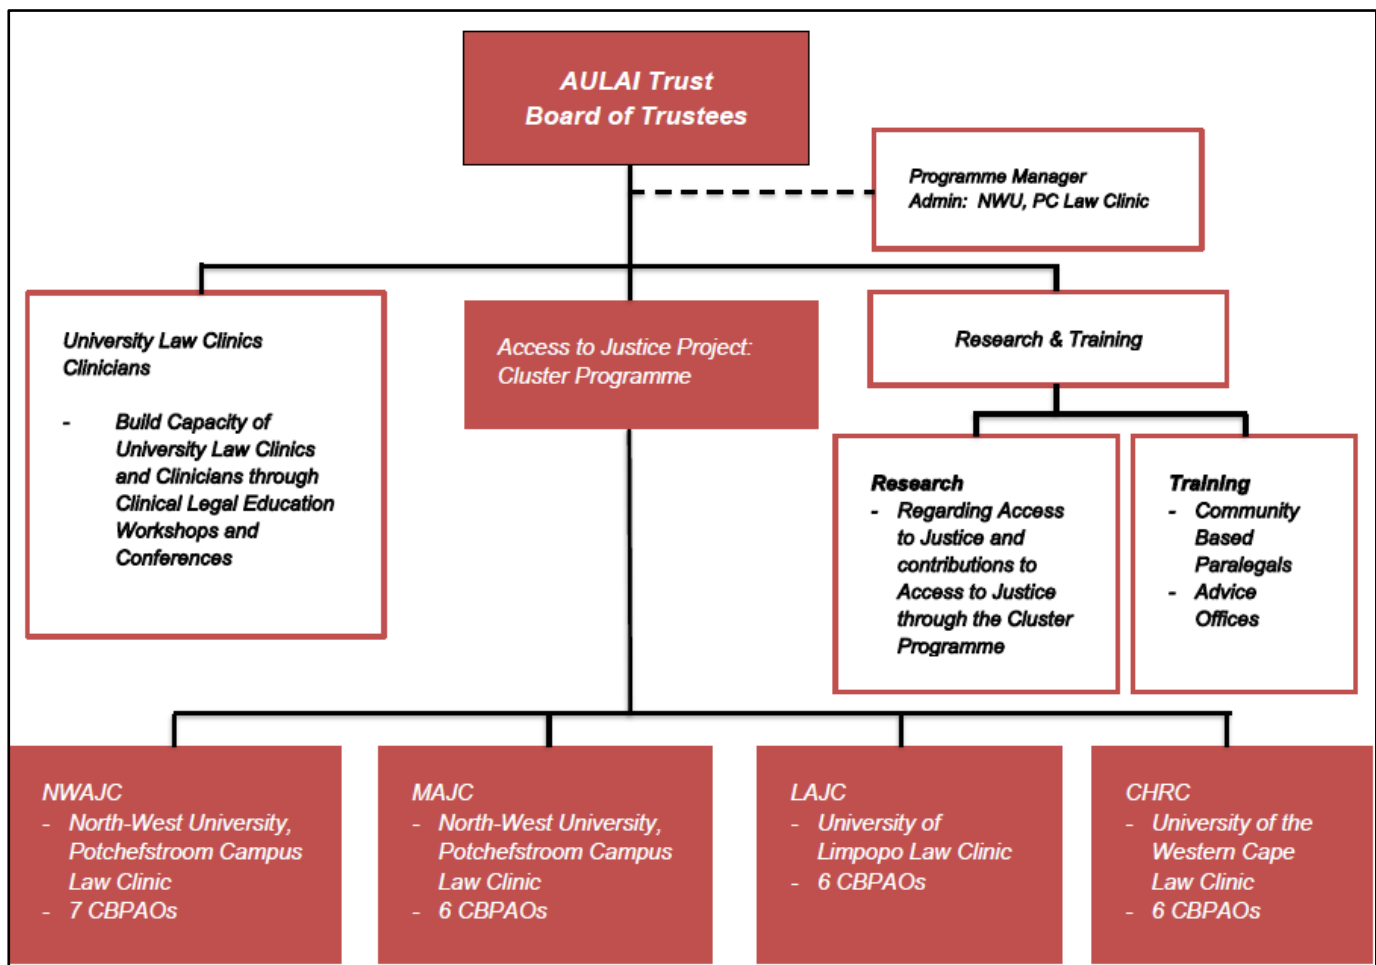 AULAI Trust
Board of Trustees
Programme Manager
Admin:  NWU, PC Law Clinic
University Law Clinics
Clinicians
- Build Capacity of
University Law Clinics
and Clinicians through
Clinical Legal Education
Workshops and
Conferences
Access to Justice Project:
Cluster Programme
Research & Training
Research
- Regarding Access
to Justice and
contributions to
Access to Justice
through the Cluster
Programme
Training
- Community
Based
Paralegals
- Advice
Offices
NWAJC
- North-West University,
Potchefstroom Campus
Law Clinic
- 7 CBPAOs
MAJC
- North-West University,
Potchefstroom Campus
Law Clinic
- 6 CBPAOs
LAJC
- University of
Limpopo Law Clinic
- 6 CBPAOs
CHRC
- University of the
Western Cape
Law Clinic
- 6 CBPAOs